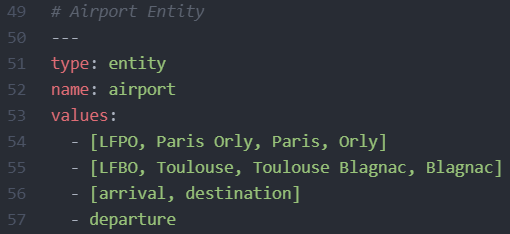 49 # Airport Entity
50 ---
51 type: entity
52 name: airport
53 values:
54   - [LFPO, Paris Orly, Paris, Orly]
55   - [LFBO, Toulouse, Toulouse Blagnac, Blagnac]
56   - [arrival, destination]
57   - departure